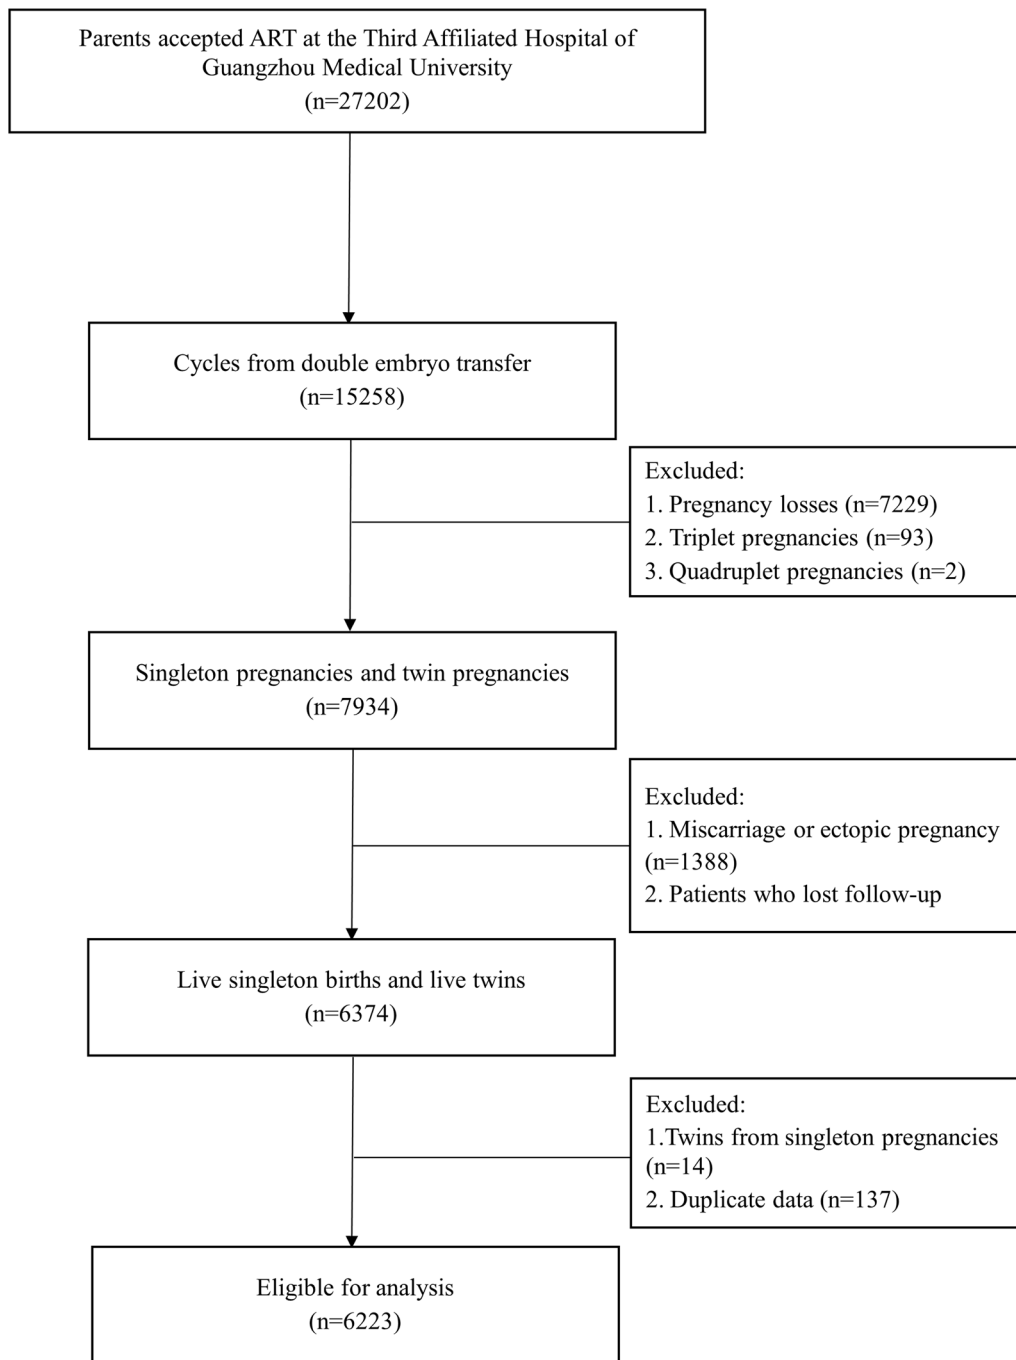 Parents accepted ART at the Third Affiliated Hospital of
Guangzhou Medical University
(n=27202)
Cycles from double embryo transfer
(n=15258)
Excluded:
1. Pregnancy losses (n=7229)
2. Triplet pregnancies (n=93)
3. Quadruplet pregnancies (n=2)
Singleton pregnancies and twin pregnancies
(n=7934)
Excluded:
1. Miscarriage or ectopic pregnancy
(n=1388)
2. Patients who lost follow-up
Live singleton births and live twins
(n=6374)
Excluded:
1.Twins from singleton pregnancies
(n=14)
2. Duplicate data (n=137)
Eligible for analysis
(n=6223)